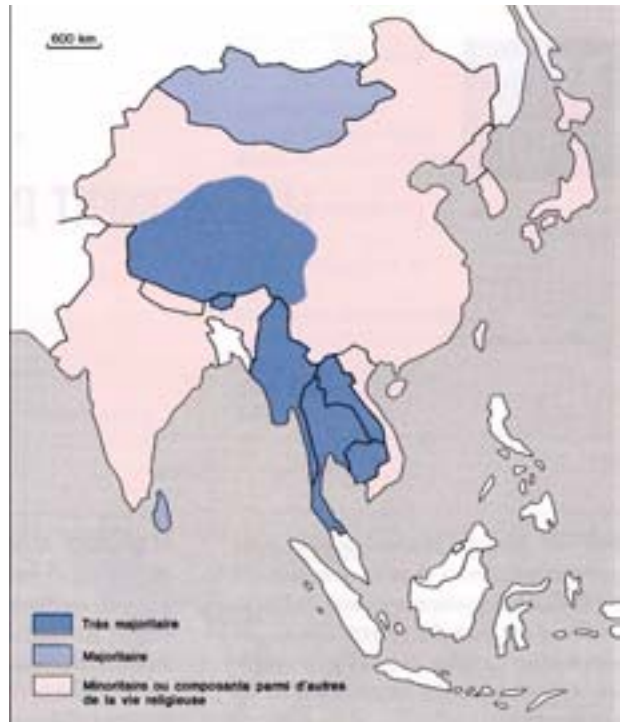 600 km
Très majoritaire
Majoritaire
Minoritaire ou composante parmi d'autres
de la vie religieuse